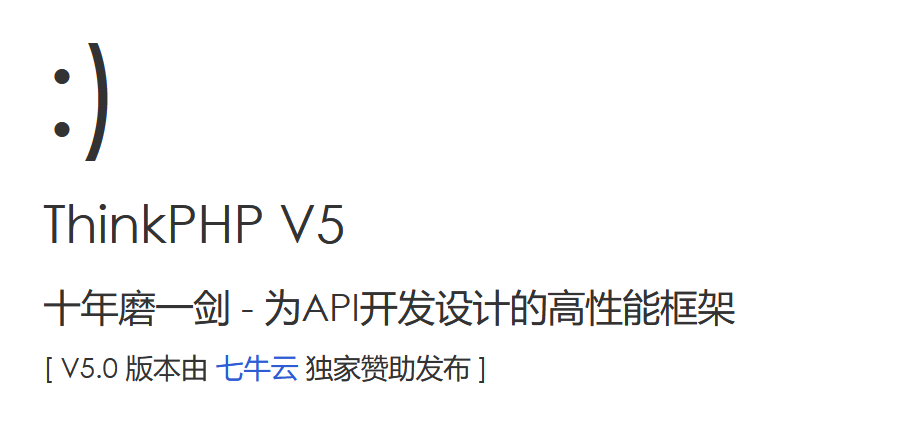 :)
ThinkPHP V5
十年磨一剑 - 为API开发设计的高性能框架
[ V5.0 版本由 七牛云 独家赞助发布 ]